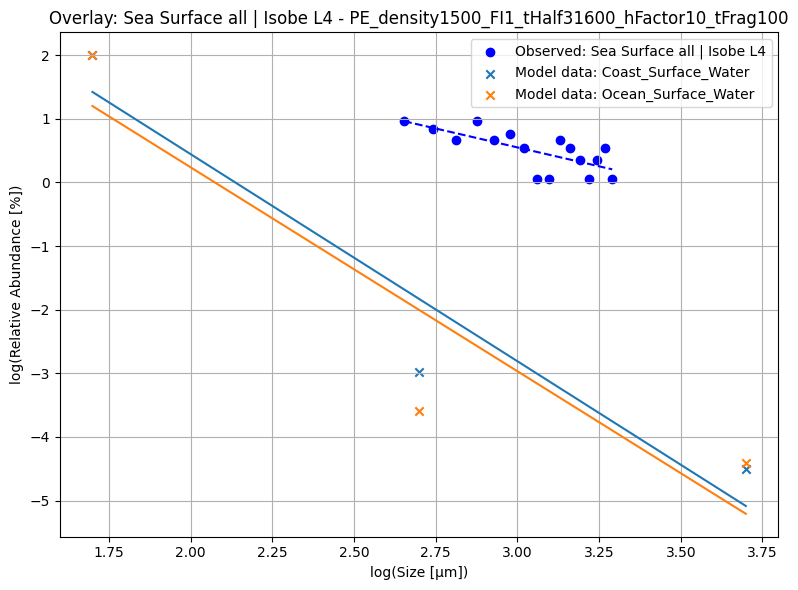 Overlay: Sea Surface all | Isobe L4 - PE_density1500_FI1_tHalf31600_hFactor10_tFrag100
Observed: Sea Surface all | Isobe L4
Model data: Coast_Surface_Water
Model data: Ocean_Surface_Water
log(Relative Abundance [%])
2
1
0
−1
−2
−3
−4
−5
1.75 2.00 2.25 2.50 2.75 3.00 3.25 3.50 3.75
log(Size [μm])